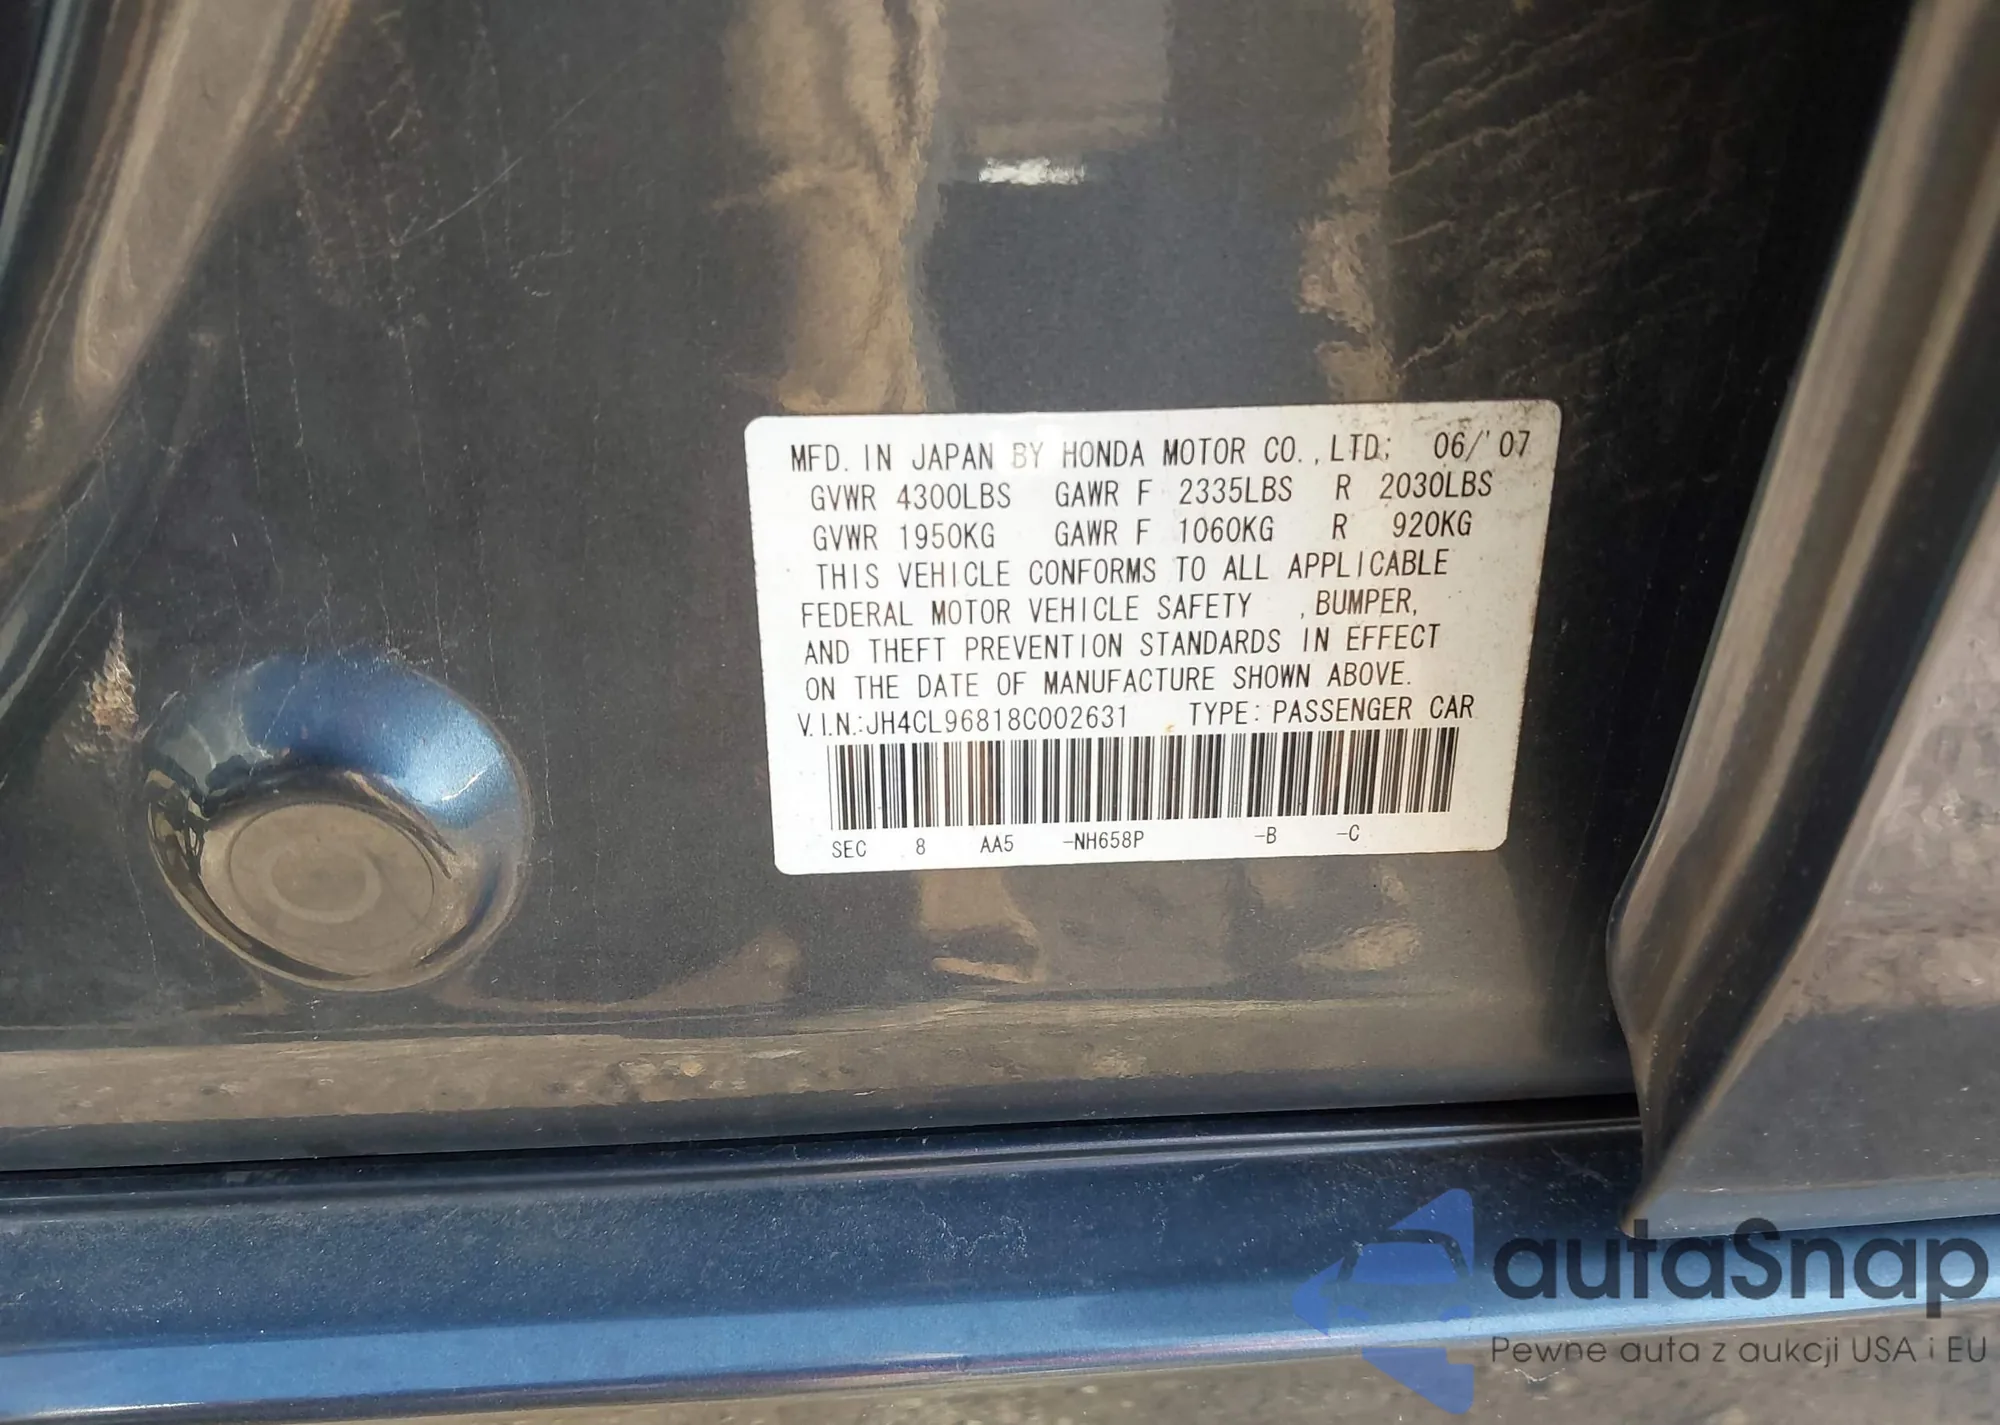 MFD. IN JAPAN BY HONDA MOTOR CO.,LTD; 06/'07
GVWR 4300LBS GAWR F 2335LBS R 2030LBS
GVWR 1950KG GAWR F 1060KG R 920KG
THIS VEHICLE CONFORMS TO ALL APPLICABLE
FEDERAL MOTOR VEHICLE SAFETY ,BUMPER,
AND THEFT PREVENTION STANDARDS IN EFFECT
ON THE DATE OF MANUFACTURE SHOWN ABOVE.
V.I.N.:JH4CL96818C002631 TYPE:PASSENGER CAR
SEC 8 AA5 -NH658P -B -C
autaSnap
Pewne auta z aukcji USA i EU